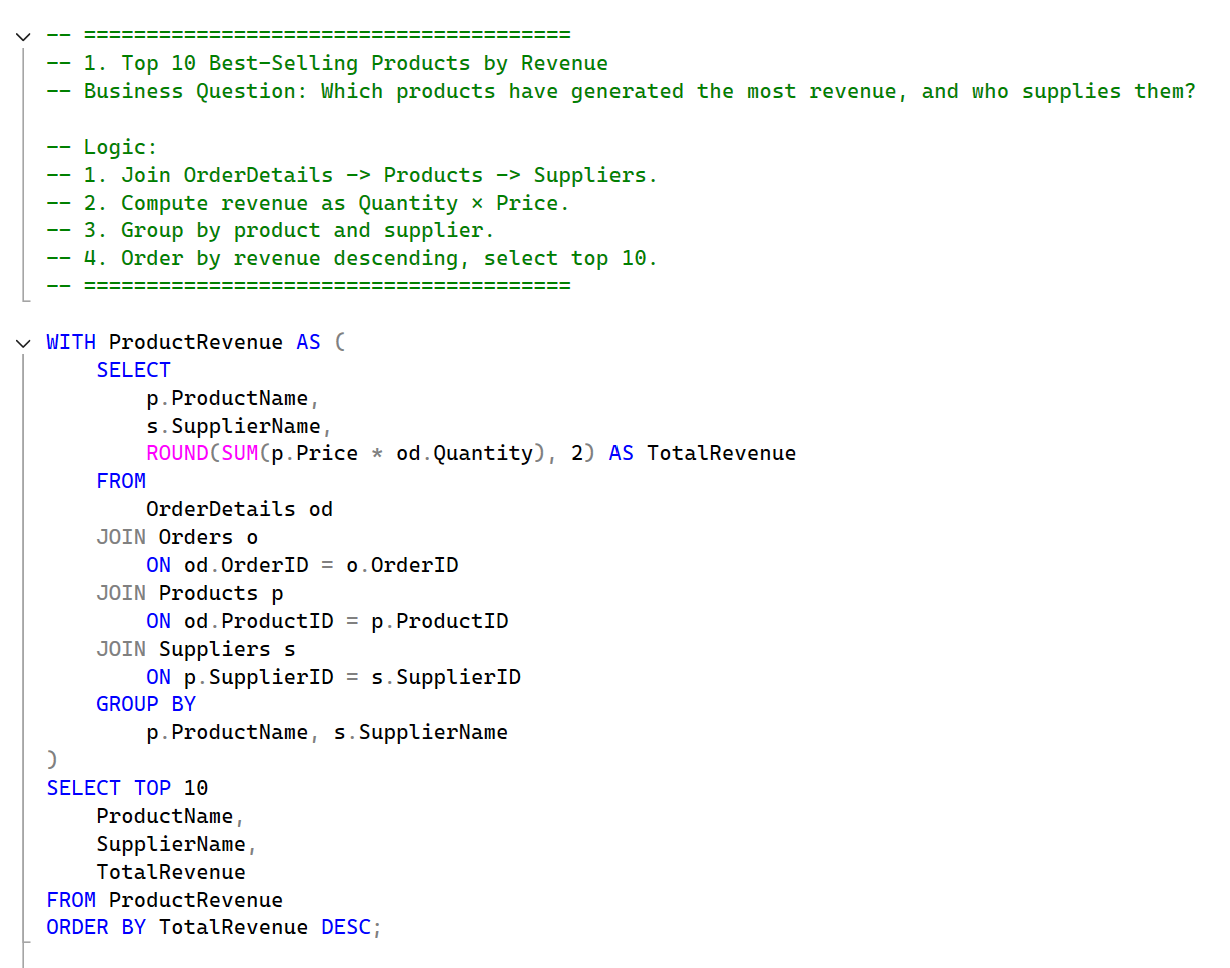 -- =======================================
-- 1. Top 10 Best-Selling Products by Revenue
-- Business Question: Which products have generated the most revenue, and who supplies them?

-- Logic:
-- 1. Join OrderDetails -> Products -> Suppliers.
-- 2. Compute revenue as Quantity × Price.
-- 3. Group by product and supplier.
-- 4. Order by revenue descending, select top 10.
-- =======================================

WITH ProductRevenue AS (
    SELECT
        p.ProductName,
        s.SupplierName,
        ROUND(SUM(p.Price * od.Quantity), 2) AS TotalRevenue
    FROM
        OrderDetails od
    JOIN Orders o
        ON od.OrderID = o.OrderID
    JOIN Products p
        ON od.ProductID = p.ProductID
    JOIN Suppliers s
        ON p.SupplierID = s.SupplierID
    GROUP BY
        p.ProductName, s.SupplierName
)
SELECT TOP 10
    ProductName,
    SupplierName,
    TotalRevenue
FROM ProductRevenue
ORDER BY TotalRevenue DESC;